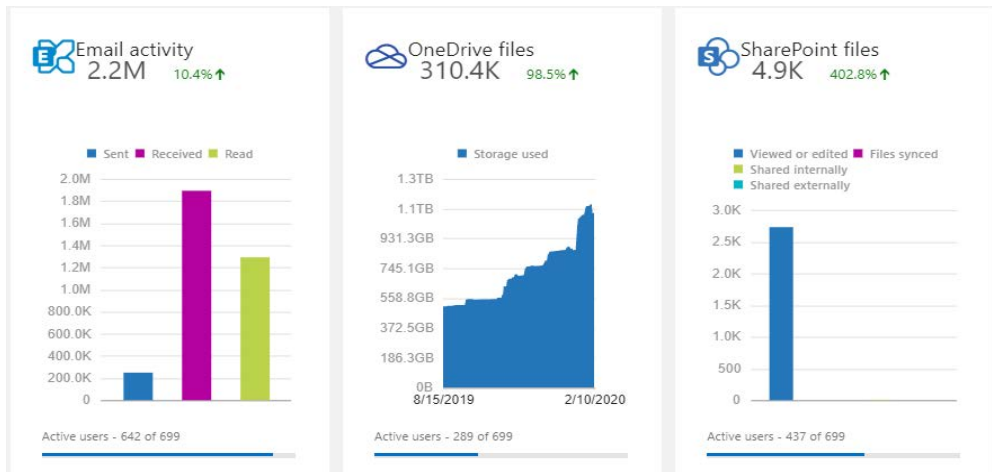 Email activity
2.2M 10.4%↑
Sent Received Read
2.0M
1.8M
1.6M
1.4M
1.2M
1.0M
800.0K
600.0K
400.0K
200.0K
0
Active users - 642 of 699
OneDrive files
310.4K 98.5%↑
Storage used
1.3TB
1.1TB
931.3GB
745.1GB
558.8GB
372.5GB
186.3GB
0B
8/15/2019 2/10/2020
Active users - 289 of 699
SharePoint files
4.9K 402.8%↑
Viewed or edited Files synced
Shared internally
Shared externally
3.0K
2.5K
2.0K
1.5K
1.0K
500
0
Active users - 437 of 699